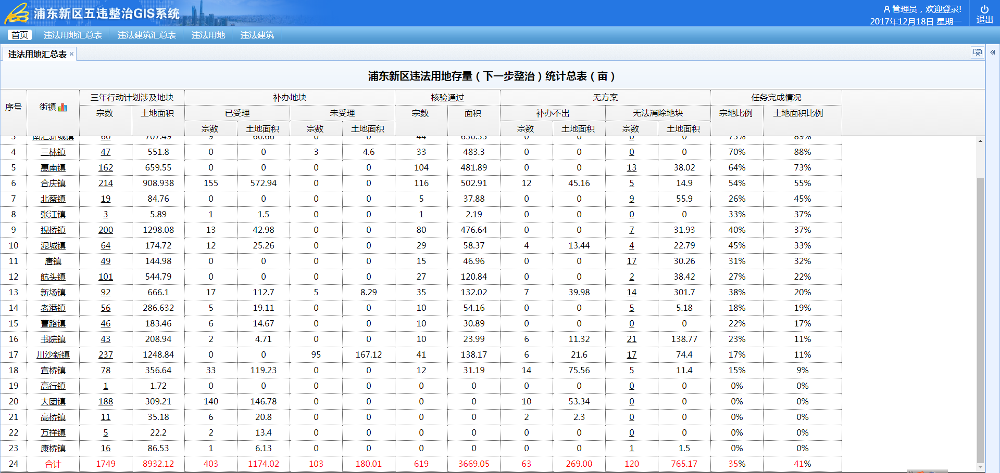 浦东新区五违整治GIS系统
管理员，欢迎登录!
2017年12月18日 星期一
退出
首页 违法用地汇总表 违法建筑汇总表 违法用地 违法建筑
违法用地汇总表
浦东新区违法用地存量（下一步整治）统计总表（亩）
序号 街镇 三年行动计划涉及地块 补办地块 核验通过 无方案 任务完成情况
宗数 土地面积 已受理 未受理 宗数 面积 补办不出 无法消除地块 宗地比例 土地面积比例
宗数 土地面积 宗数 土地面积 宗数 土地面积 宗数 土地面积
3 南汇新城镇 60 707.49 9 60.66 0 0 44 630.33 0 0 0 0 73% 89%
4 三林镇 47 551.8 0 0 3 4.6 33 483.3 0 0 0 0 70% 88%
5 惠南镇 162 659.55 0 0 0 0 104 481.89 0 0 13 38.02 64% 73%
6 合庆镇 214 908.938 155 572.94 0 0 116 502.91 12 45.16 5 14.9 54% 55%
7 北蔡镇 19 84.76 0 0 0 0 5 37.88 0 0 9 55.9 26% 45%
8 张江镇 3 5.89 1 1.5 0 0 1 2.19 0 0 0 0 33% 37%
9 祝桥镇 200 1298.08 13 42.98 0 0 80 476.64 0 0 7 31.93 40% 37%
10 泥城镇 64 174.72 12 25.26 0 0 29 58.37 4 13.44 4 22.79 45% 33%
11 唐镇 49 144.98 0 0 0 0 15 46.96 0 0 17 30.26 31% 32%
12 航头镇 101 544.79 0 0 0 0 27 120.84 0 0 2 38.42 27% 22%
13 新场镇 92 666.1 17 112.7 5 8.29 35 132.02 7 39.98 14 301.7 38% 20%
14 老港镇 56 286.632 5 19.11 0 0 10 54.16 0 0 5 5.18 18% 19%
15 曹路镇 46 183.46 6 14.67 0 0 10 30.89 0 0 0 0 22% 17%
16 书院镇 43 208.94 2 4.71 0 0 10 23.99 6 11.32 21 138.77 23% 11%
17 川沙新镇 237 1248.84 0 0 95 167.12 41 138.17 6 21.6 17 74.4 17% 11%
18 宣桥镇 78 356.64 33 119.23 0 0 12 31.19 14 75.56 5 11.4 15% 9%
19 高行镇 1 1.72 0 0 0 0 0 0 0 0 0 0 0% 0%
20 大团镇 188 309.21 140 146.78 0 0 0 0 10 53.34 0 0 0% 0%
21 高桥镇 11 35.18 6 20.8 0 0 0 0 2 2.3 0 0 0% 0%
22 万祥镇 5 22.2 2 13.4 0 0 0 0 0 0 0 0 0% 0%
23 康桥镇 16 86.53 1 6.13 0 0 0 0 0 0 1 1.5 0% 0%
24 合计 1749 8932.12 403 1174.02 103 180.01 619 3669.05 63 269.00 120 765.17 35% 41%